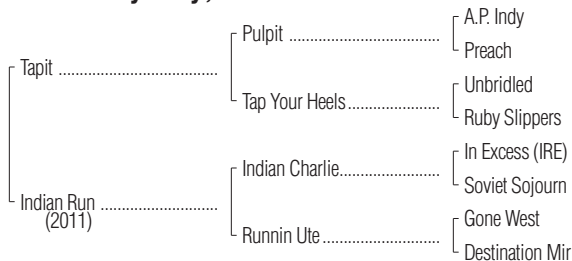 A.P. Indy
Pulpit
Preach
Tapit
Unbridled
Tap Your Heels
Ruby Slippers
In Excess (IRE)
Indian Charlie
Soviet Sojourn
Indian Run
(2011)
Gone West
Runnin Ute
Destination Mir